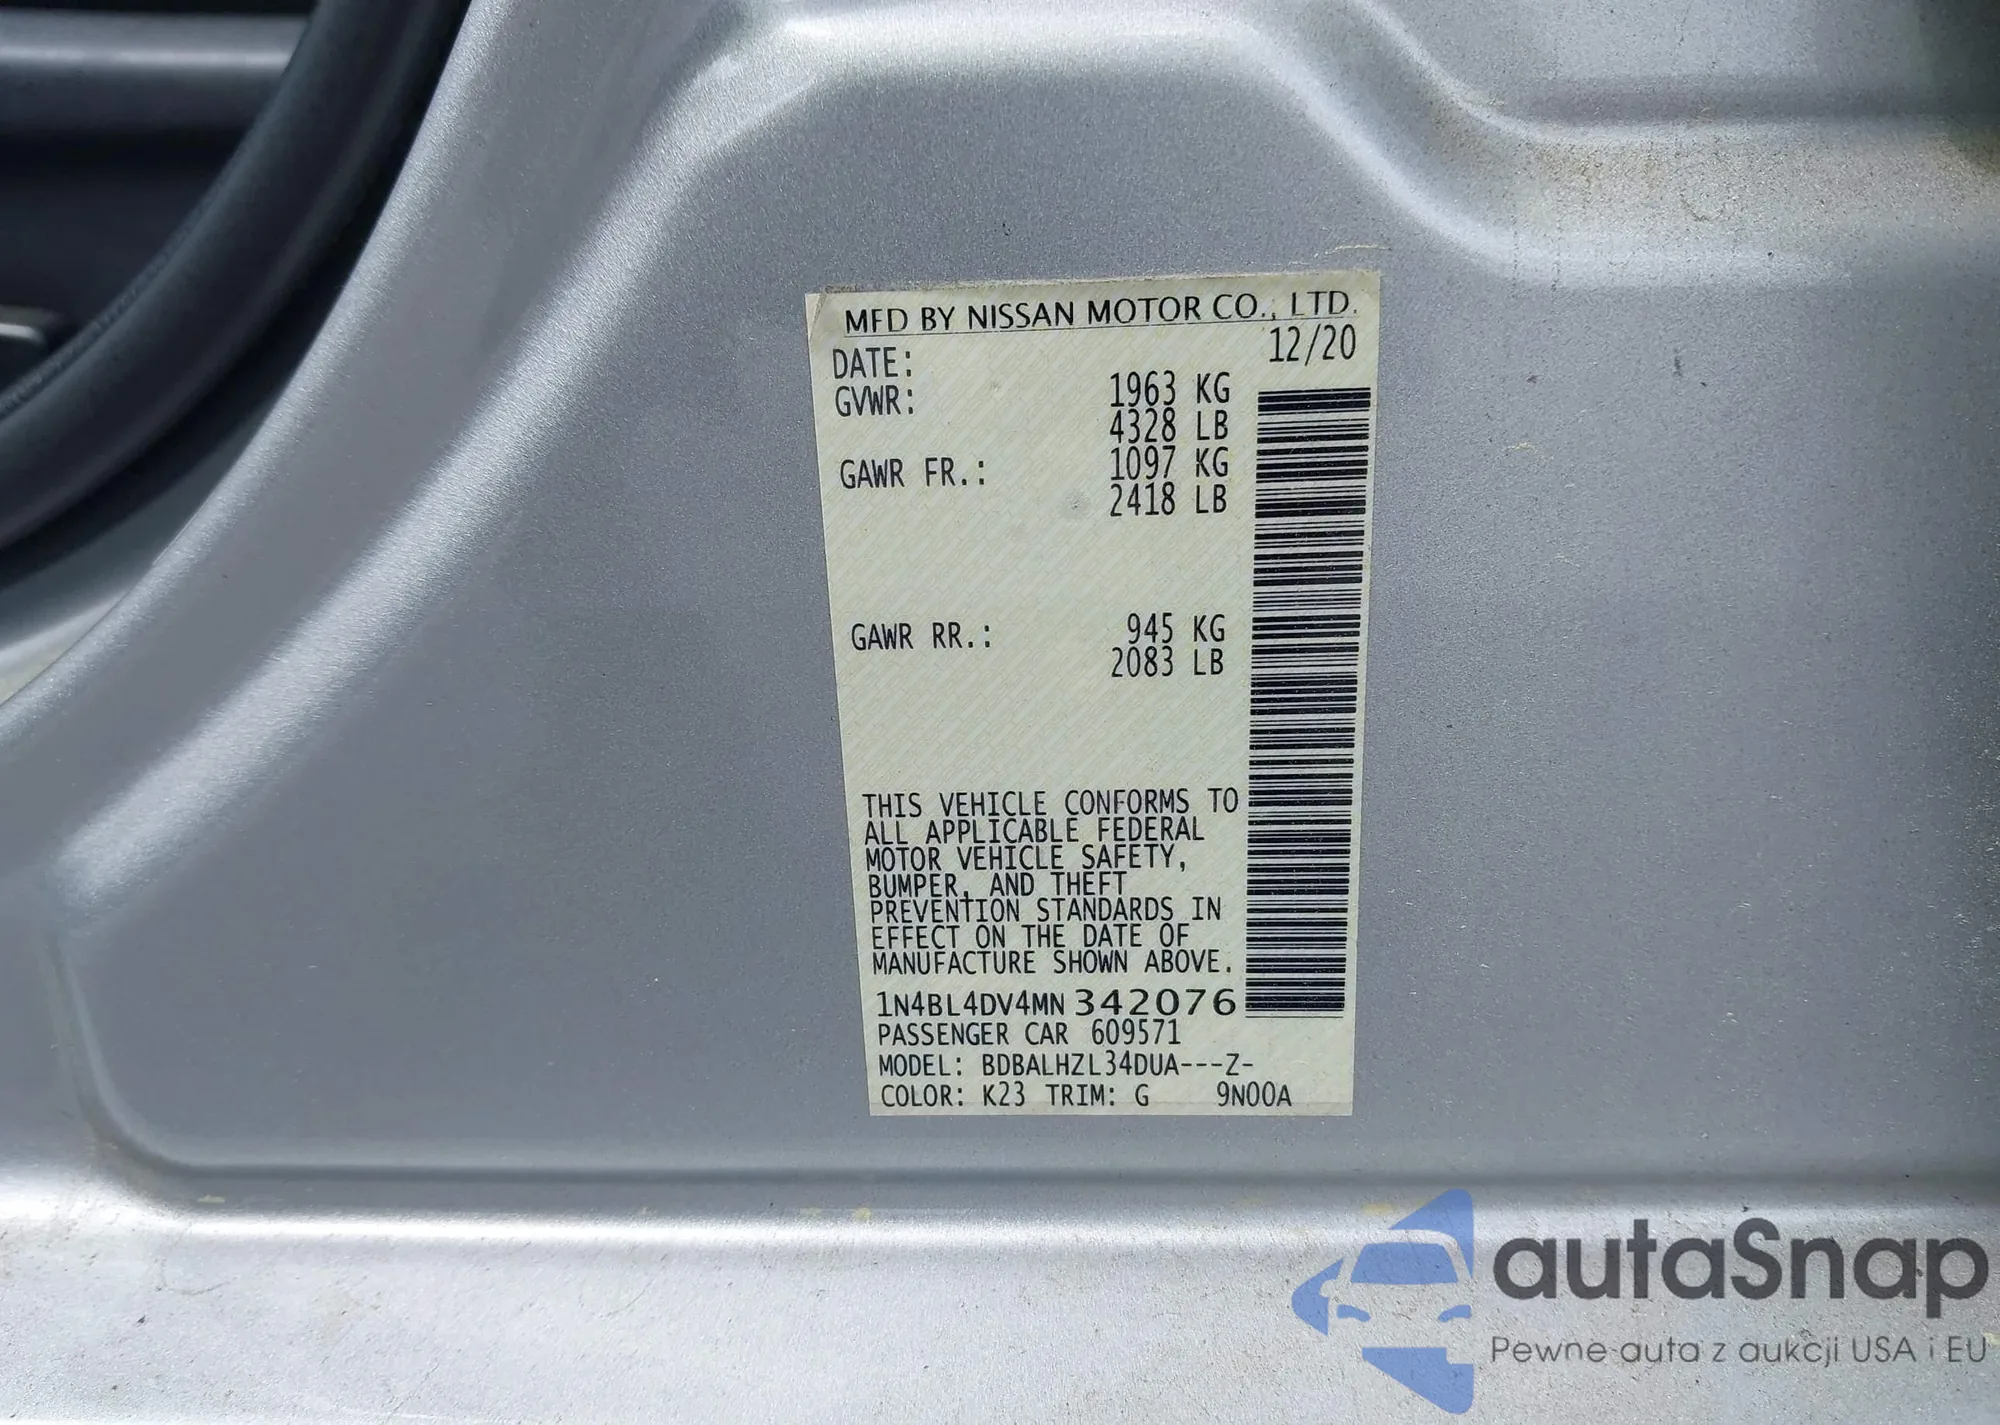 MFD BY NISSAN MOTOR CO., LTD.
DATE: 12/20
GVWR: 1963 KG
4328 LB
GAWR FR.: 1097 KG
2418 LB
GAWR RR.: 945 KG
2083 LB
THIS VEHICLE CONFORMS TO
ALL APPLICABLE FEDERAL
MOTOR VEHICLE SAFETY,
BUMPER, AND THEFT
PREVENTION STANDARDS IN
EFFECT ON THE DATE OF
MANUFACTURE SHOWN ABOVE.
1N4BL4DV4MN342076
PASSENGER CAR 609571
MODEL: BDBALHZL34DUA---Z-
COLOR: K23 TRIM: G 9N00A
autaSnap
Pewne auta z aukcji USA i EU